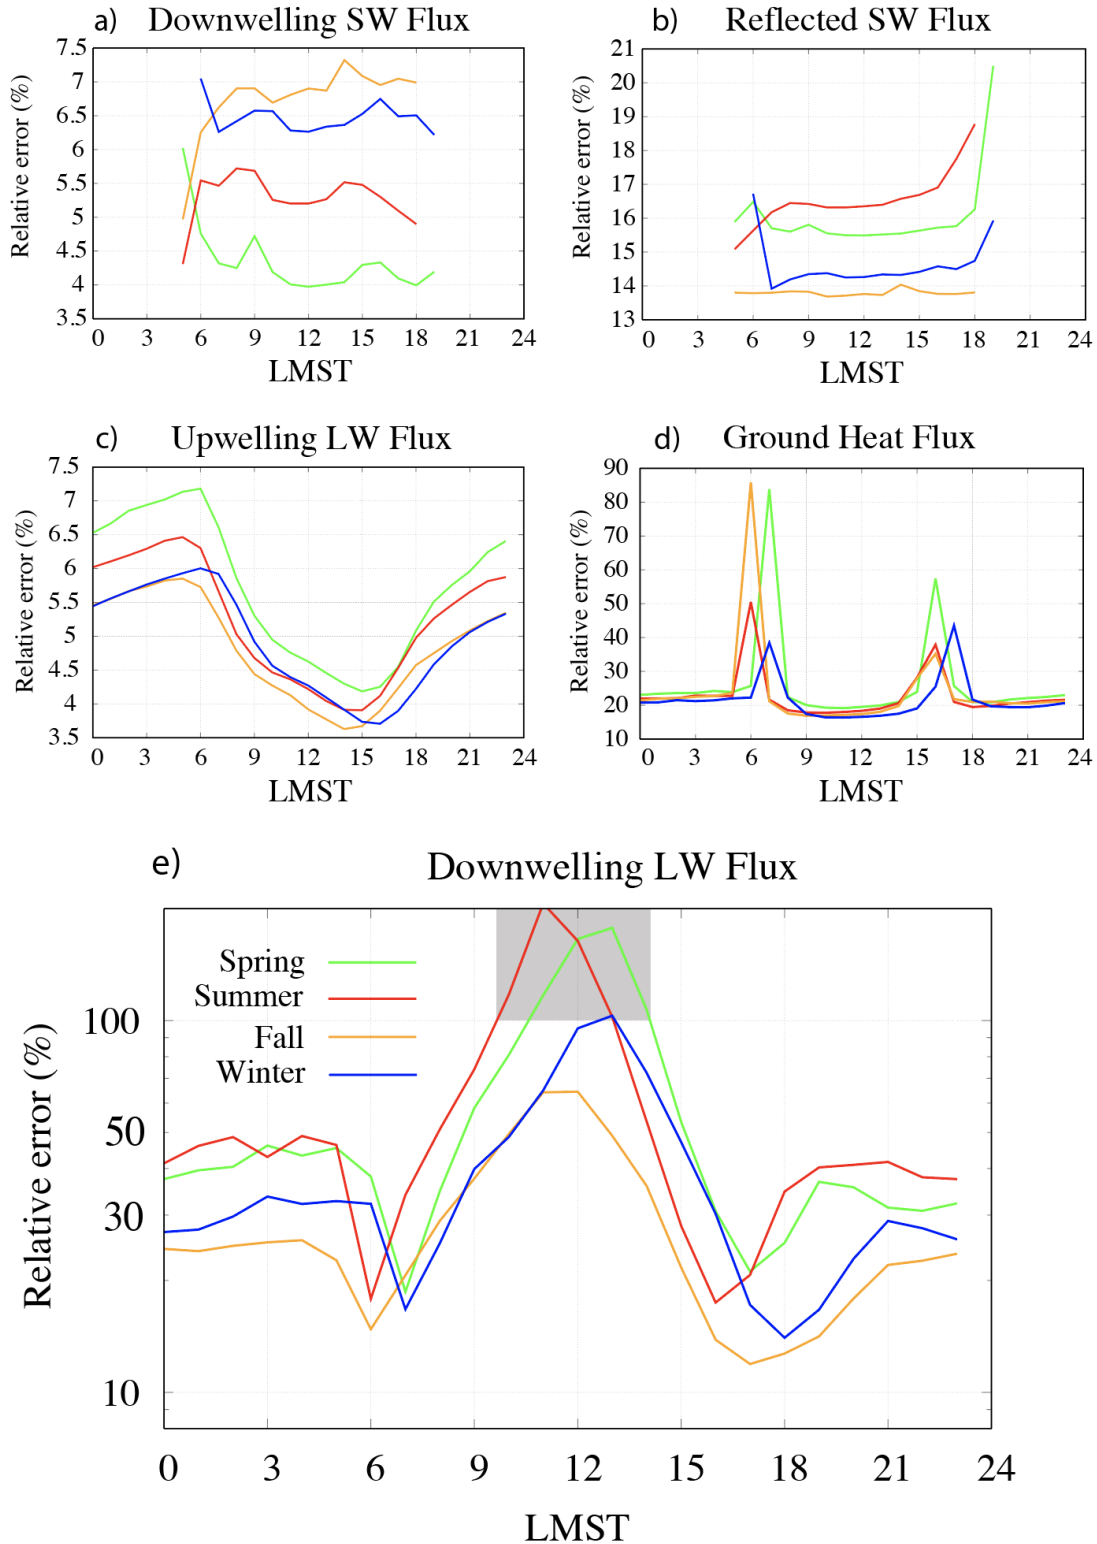 a) Downwelling SW Flux
Relative error (%)
7.5
7
6.5
6
5.5
5
4.5
4
3.5
0 3 6 9 12 15 18 21 24
LMST
b) Reflected SW Flux
Relative error (%)
21
20
19
18
17
16
15
14
13
0 3 6 9 12 15 18 21 24
LMST
c) Upwelling LW Flux
Relative error (%)
7.5
7
6.5
6
5.5
5
4.5
4
3.5
0 3 6 9 12 15 18 21 24
LMST
d) Ground Heat Flux
Relative error (%)
90
80
70
60
50
40
30
20
10
0 3 6 9 12 15 18 21 24
LMST
e) Downwelling LW Flux
Relative error (%)
Spring
Summer
Fall
Winter
100
50
30
10
0 3 6 9 12 15 18 21 24
LMST